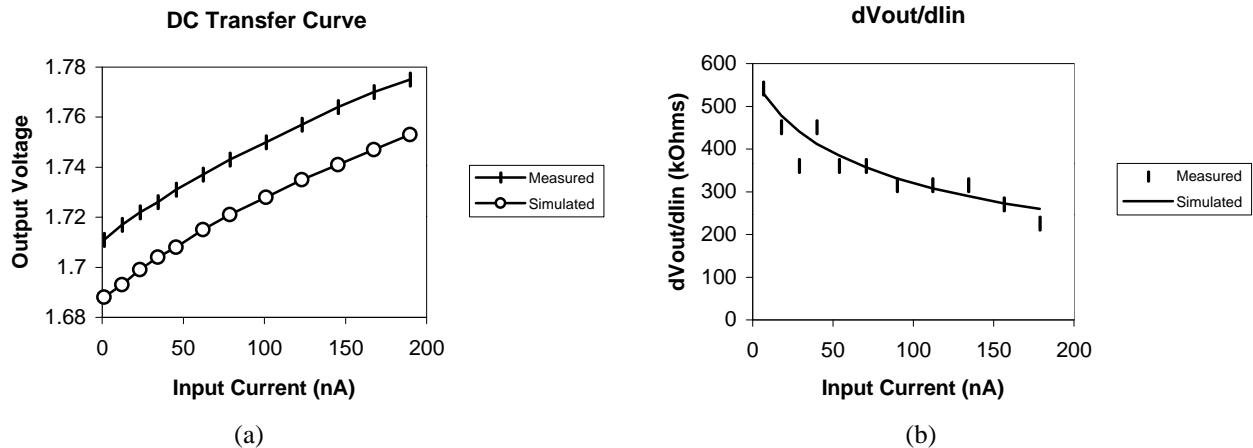 DC Transfer Curve
1.78
1.76
1.74
1.72
1.7
1.68
Output Voltage
0
50
100
150
200
Input Current (nA)
Measured
Simulated
(a)
dVout/dIin
600
500
400
300
200
100
0
dVout/dIin (kOhms)
0
50
100
150
200
Input Current (nA)
Measured
Simulated
(b)